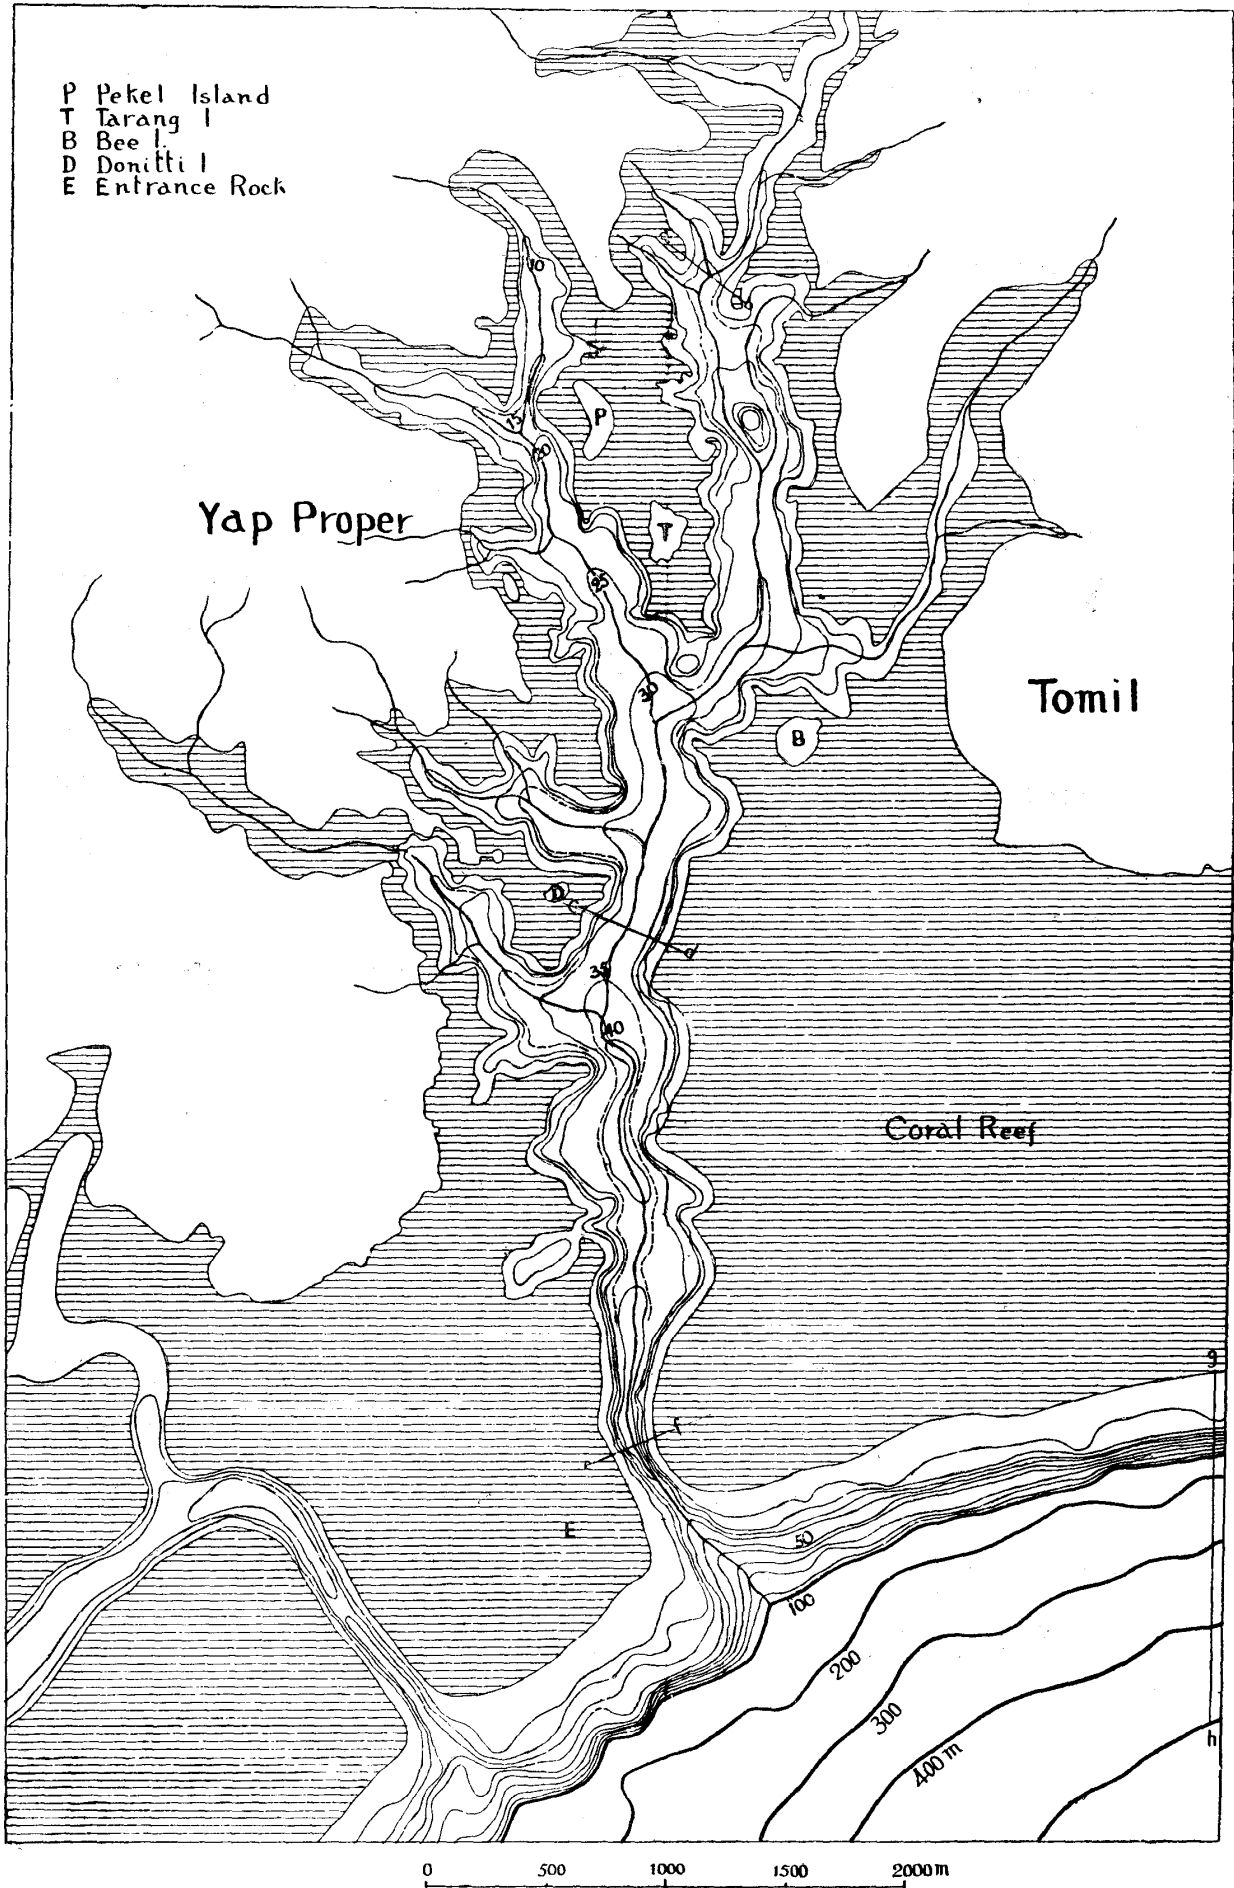 P Pekel Island
T Tarang I
B Bee I.
D Donitti I
E Entrance Rock
10
15
P
20
Yap Proper
T
25
30
Tomil
B
D
c
d
35
40
Coral Reef
g
f
e
E
50
100
200
300
400 m
h
0 500 1000 1500 2000 m